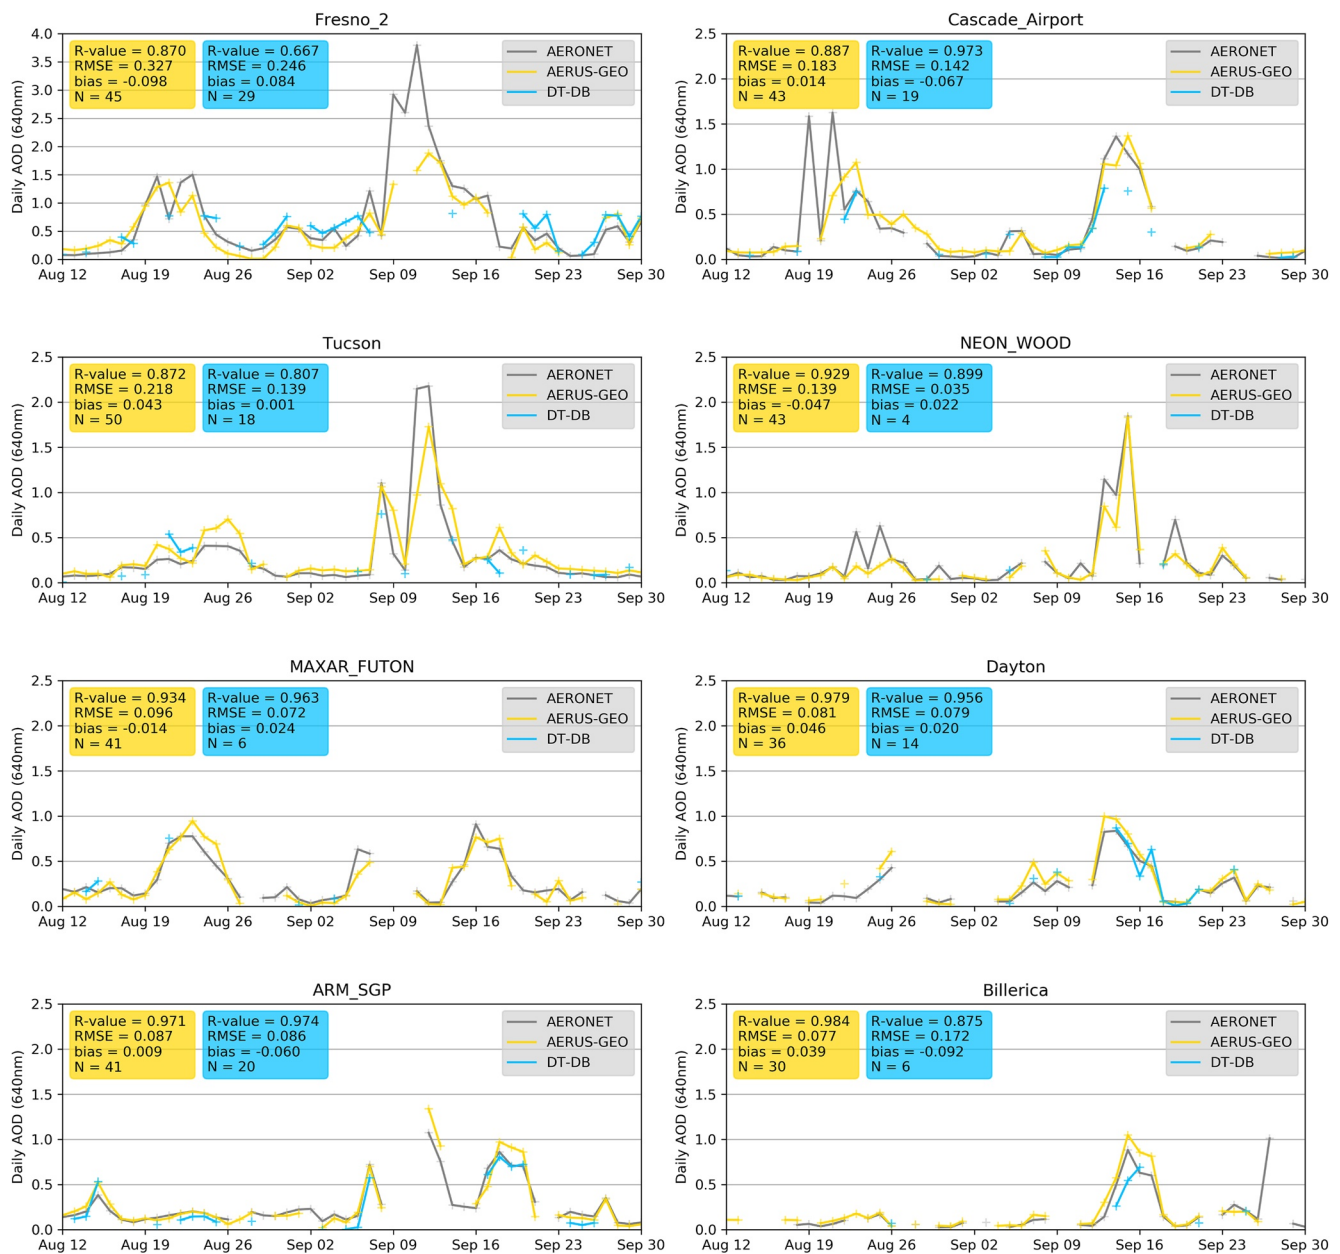 Fresno_2
Daily AOD (640nm)
4.0
3.5
3.0
2.5
2.0
1.5
1.0
0.5
0.0
R-value = 0.870
RMSE = 0.327
bias = -0.098
N = 45
R-value = 0.667
RMSE = 0.246
bias = 0.084
N = 29
AERONET
AERUS-GEO
DT-DB
Aug 12 Aug 19 Aug 26 Sep 02 Sep 09 Sep 16 Sep 23 Sep 30
Cascade_Airport
Daily AOD (640nm)
2.5
2.0
1.5
1.0
0.5
0.0
R-value = 0.887
RMSE = 0.183
bias = 0.014
N = 43
R-value = 0.973
RMSE = 0.142
bias = -0.067
N = 19
AERONET
AERUS-GEO
DT-DB
Aug 12 Aug 19 Aug 26 Sep 02 Sep 09 Sep 16 Sep 23 Sep 30
Tucson
Daily AOD (640nm)
2.5
2.0
1.5
1.0
0.5
0.0
R-value = 0.872
RMSE = 0.218
bias = 0.043
N = 50
R-value = 0.807
RMSE = 0.139
bias = 0.001
N = 18
AERONET
AERUS-GEO
DT-DB
Aug 12 Aug 19 Aug 26 Sep 02 Sep 09 Sep 16 Sep 23 Sep 30
NEON_WOOD
Daily AOD (640nm)
2.5
2.0
1.5
1.0
0.5
0.0
R-value = 0.929
RMSE = 0.139
bias = -0.047
N = 43
R-value = 0.899
RMSE = 0.035
bias = 0.022
N = 4
AERONET
AERUS-GEO
DT-DB
Aug 12 Aug 19 Aug 26 Sep 02 Sep 09 Sep 16 Sep 23 Sep 30
MAXAR_FUTON
Daily AOD (640nm)
2.5
2.0
1.5
1.0
0.5
0.0
R-value = 0.934
RMSE = 0.096
bias = -0.014
N = 41
R-value = 0.963
RMSE = 0.072
bias = 0.024
N = 6
AERONET
AERUS-GEO
DT-DB
Aug 12 Aug 19 Aug 26 Sep 02 Sep 09 Sep 16 Sep 23 Sep 30
Dayton
Daily AOD (640nm)
2.5
2.0
1.5
1.0
0.5
0.0
R-value = 0.979
RMSE = 0.081
bias = 0.046
N = 36
R-value = 0.956
RMSE = 0.079
bias = 0.020
N = 14
AERONET
AERUS-GEO
DT-DB
Aug 12 Aug 19 Aug 26 Sep 02 Sep 09 Sep 16 Sep 23 Sep 30
ARM_SGP
Daily AOD (640nm)
2.5
2.0
1.5
1.0
0.5
0.0
R-value = 0.971
RMSE = 0.087
bias = 0.009
N = 41
R-value = 0.974
RMSE = 0.086
bias = -0.060
N = 20
AERONET
AERUS-GEO
DT-DB
Aug 12 Aug 19 Aug 26 Sep 02 Sep 09 Sep 16 Sep 23 Sep 30
Billerica
Daily AOD (640nm)
2.5
2.0
1.5
1.0
0.5
0.0
R-value = 0.984
RMSE = 0.077
bias = 0.039
N = 30
R-value = 0.875
RMSE = 0.172
bias = -0.092
N = 6
AERONET
AERUS-GEO
DT-DB
Aug 12 Aug 19 Aug 26 Sep 02 Sep 09 Sep 16 Sep 23 Sep 30